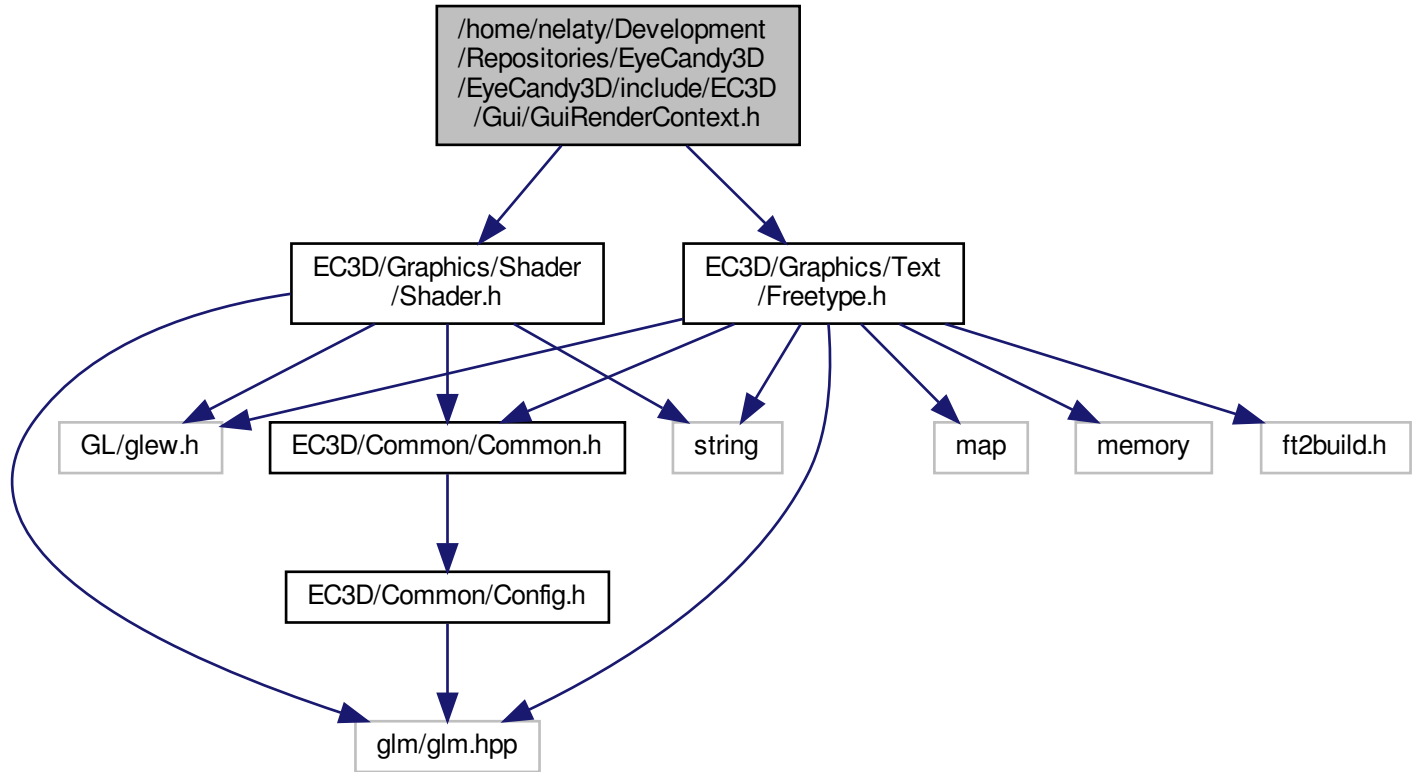 /home/nelaty/Development
/Repositories/EyeCandy3D
/EyeCandy3D/include/EC3D
/Gui/GuiRenderContext.h
EC3D/Graphics/Shader
/Shader.h
EC3D/Graphics/Text
/Freetype.h
GL/glew.h
EC3D/Common/Common.h
string
map
memory
ft2build.h
EC3D/Common/Config.h
glm/glm.hpp